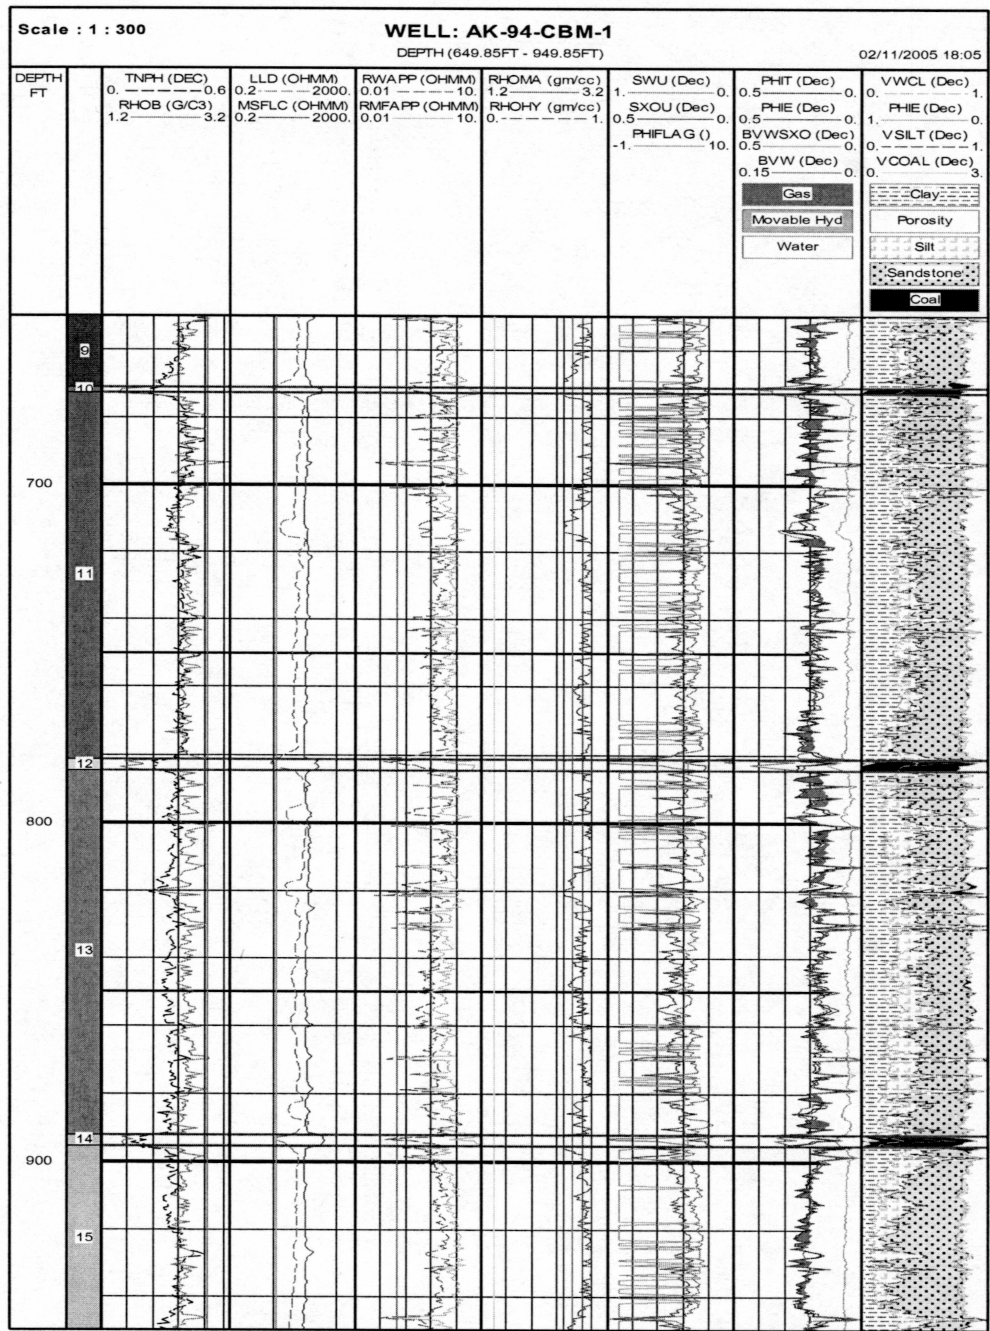 Scale : 1 : 300
WELL: AK-94-CBM-1
DEPTH (649.85FT - 949.85FT)
02/11/2005 18:05
DEPTH
FT
TNPH (DEC)
0. 0.6
RHOB (G/C3)
1.2 3.2
LLD (OHMM)
0.2 2000.
MSFLC (OHMM)
0.2 2000.
RWAPP (OHMM)
0.01 10.
RMFAPP (OHMM)
0.01 10.
RHOMA (gm/cc)
1.2 3.2
RHOHY (gm/cc)
0. 1.
SWU (Dec)
1. 0.
SXOU (Dec)
0.5 0.
PHIFLAG ()
-1. 10.
PHIT (Dec)
0.5 0.
PHIE (Dec)
0.5 0.
BVWSXO (Dec)
0.5 0.
BVW (Dec)
0.15 0.
Gas
Movable Hyd
Water
VWCL (Dec)
0. 1.
PHIE (Dec)
1. 0.
VSILT (Dec)
0. 1.
VCOAL (Dec)
0. 3.
Clay
Porosity
Silt
Sandstone
Coal
9
10
700
11
12
800
13
14
900
15